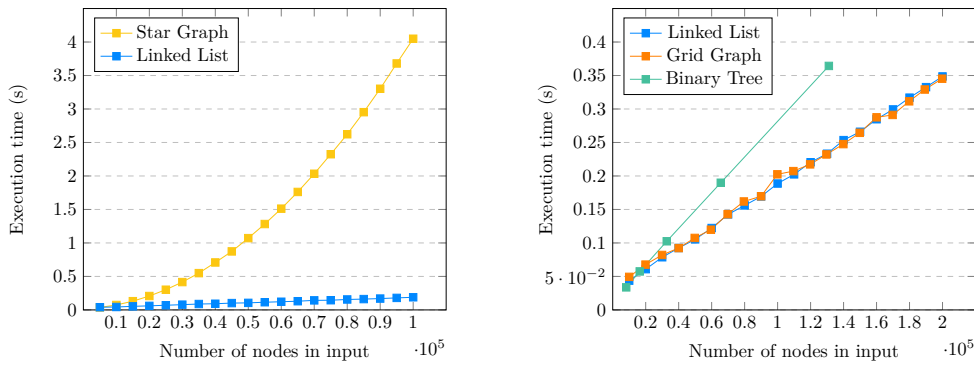 Star Graph
Linked List
4
3.5
3
2.5
2
1.5
1
0.5
0
Execution time (s)
0.1 0.2 0.3 0.4 0.5 0.6 0.7 0.8 0.9 1
Number of nodes in input
·10⁵
Linked List
Grid Graph
Binary Tree
0.4
0.35
0.3
0.25
0.2
0.15
0.1
5 · 10⁻²
0
Execution time (s)
0.2 0.4 0.6 0.8 1 1.2 1.4 1.6 1.8 2
Number of nodes in input
·10⁵